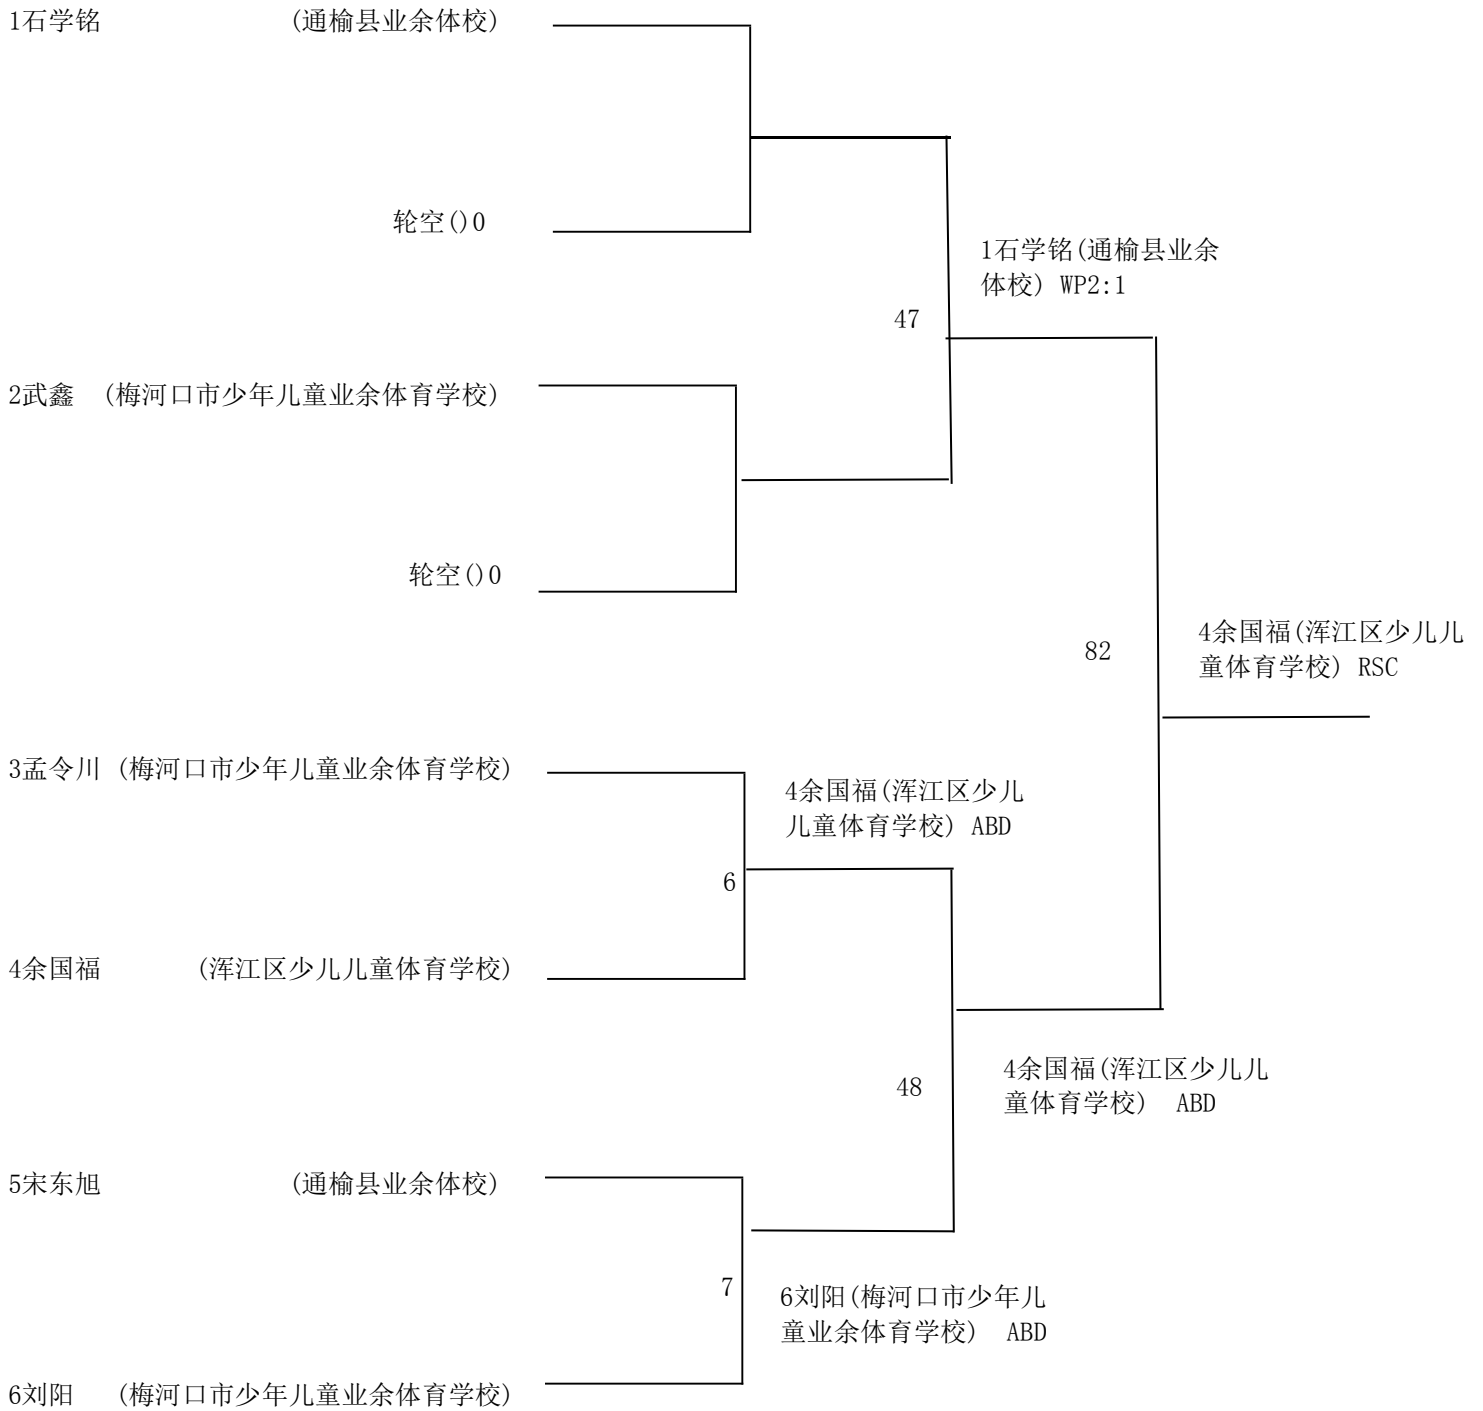 1石学铭 (通榆县业余体校)
轮空()0
1石学铭(通榆县业余
体校) WP2:1
47
2武鑫 (梅河口市少年儿童业余体育学校)
轮空()0
82
4余国福(浑江区少儿儿
童体育学校) RSC
3孟令川 (梅河口市少年儿童业余体育学校)
4余国福(浑江区少儿
儿童体育学校) ABD
6
4余国福 (浑江区少儿儿童体育学校)
48
4余国福(浑江区少儿儿
童体育学校) ABD
5宋东旭 (通榆县业余体校)
7
6刘阳(梅河口市少年儿
童业余体育学校) ABD
6刘阳 (梅河口市少年儿童业余体育学校)